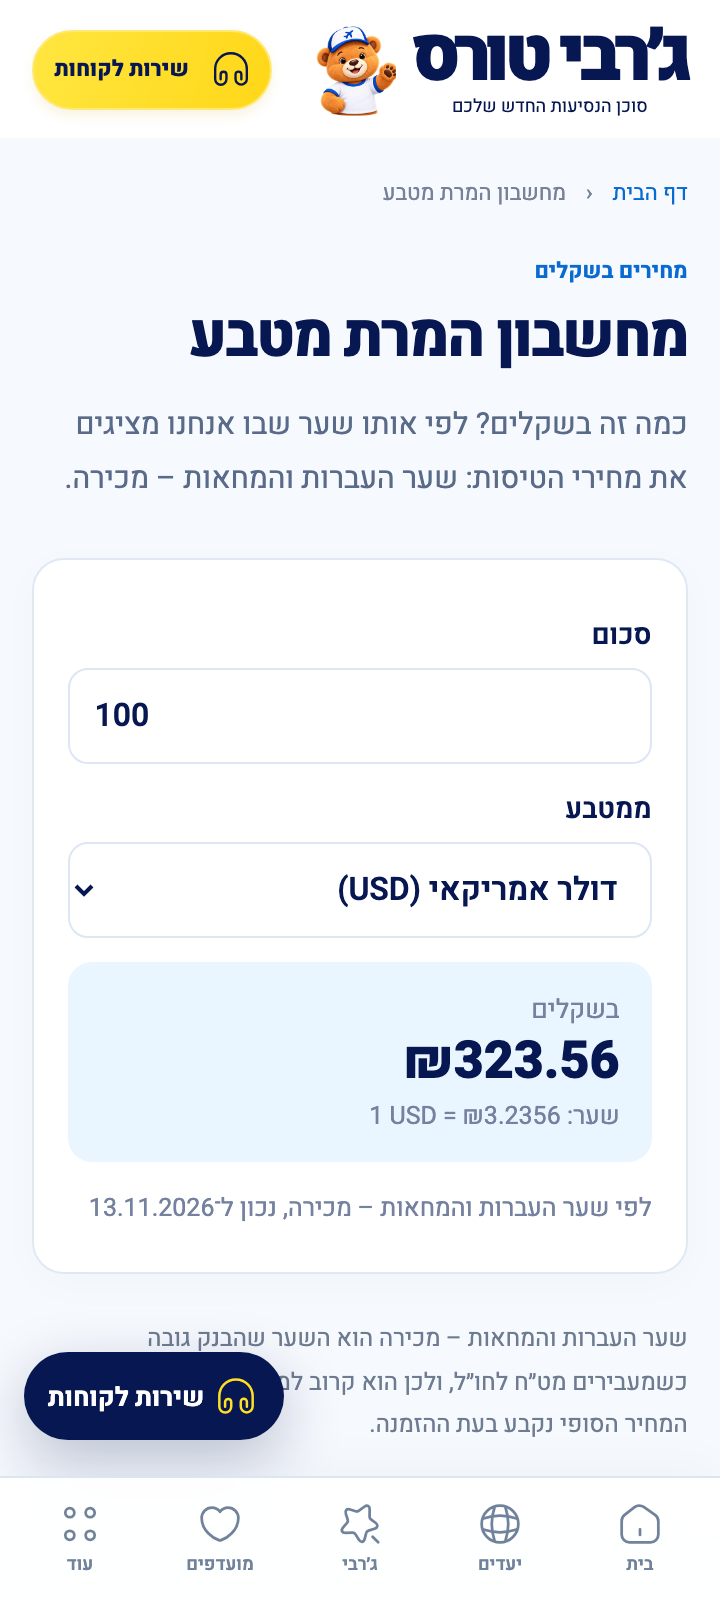 ג'רבי טורס
סוכן הנסיעות החדש שלכם
שירות לקוחות
דף הבית › מחשבון המרת מטבע
מחירים בשקלים
מחשבון המרת מטבע
כמה זה בשקלים? לפי אותו שער שבו אנחנו מציגים
את מחירי הטיסות: שער העברות והמחאות – מכירה.
סכום
100
ממטבע
דולר אמריקאי (USD)
בשקלים
₪323.56
שער: 1 USD = ₪3.2356
לפי שער העברות והמחאות – מכירה, נכון ל־13.11.2026
שער העברות והמחאות – מכירה הוא השער שהבנק גובה
כשמעבירים מט״ח לחו״ל, ולכן הוא קרוב
המחיר הסופי נקבע בעת ההזמנה.
שירות לקוחות
בית
יעדים
ג'רבי
מועדפים
עוד